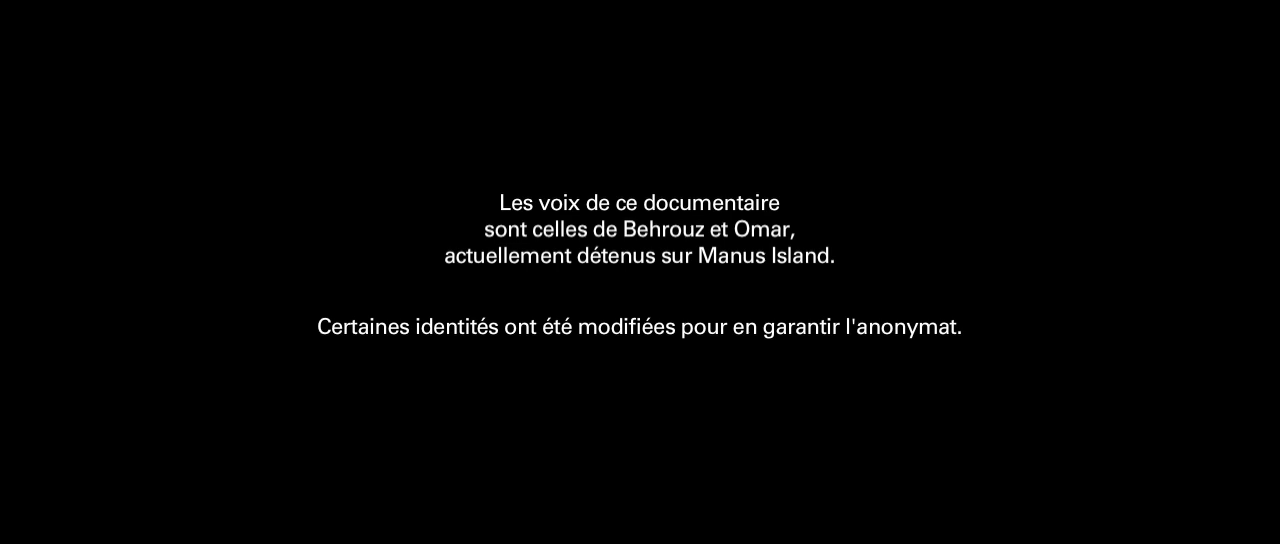 Les voix de ce documentaire
sont celles de Behrouz et Omar,
actuellement détenus sur Manus Island.
Certaines identités ont été modifiées pour en garantir l'anonymat.